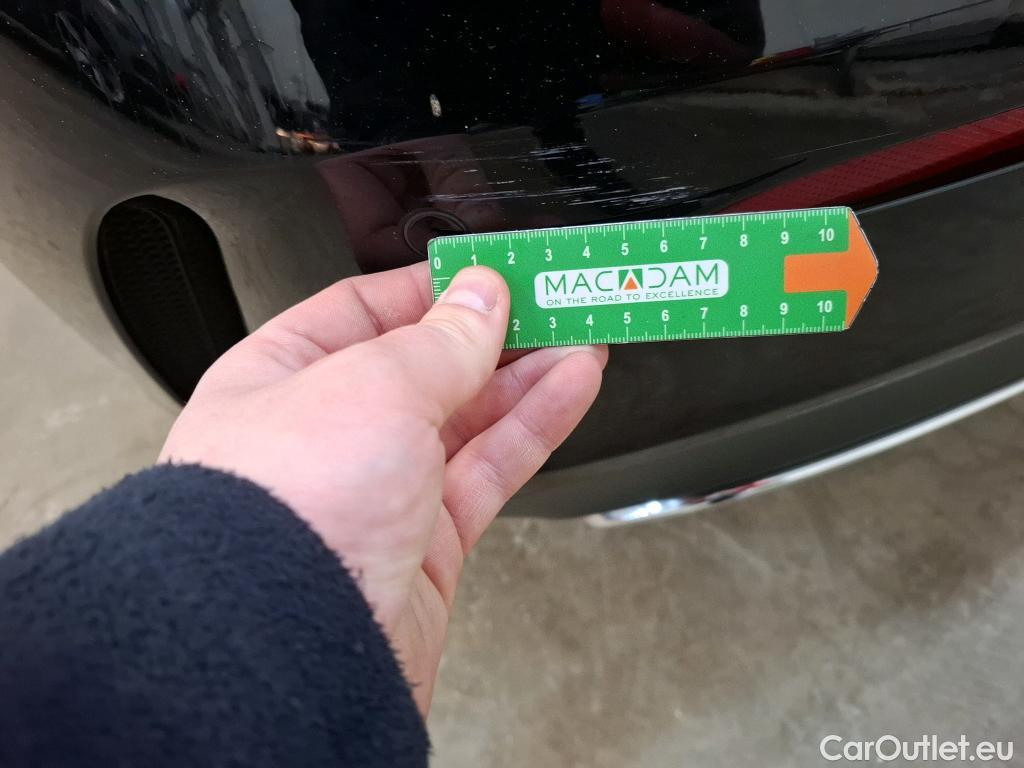 0 1 2 3 4 5 6 7 8 9 10
MACADAM
ON THE ROAD TO EXCELLENCE
2 3 4 5 6 7 8 9 10
CarOutlet.eu